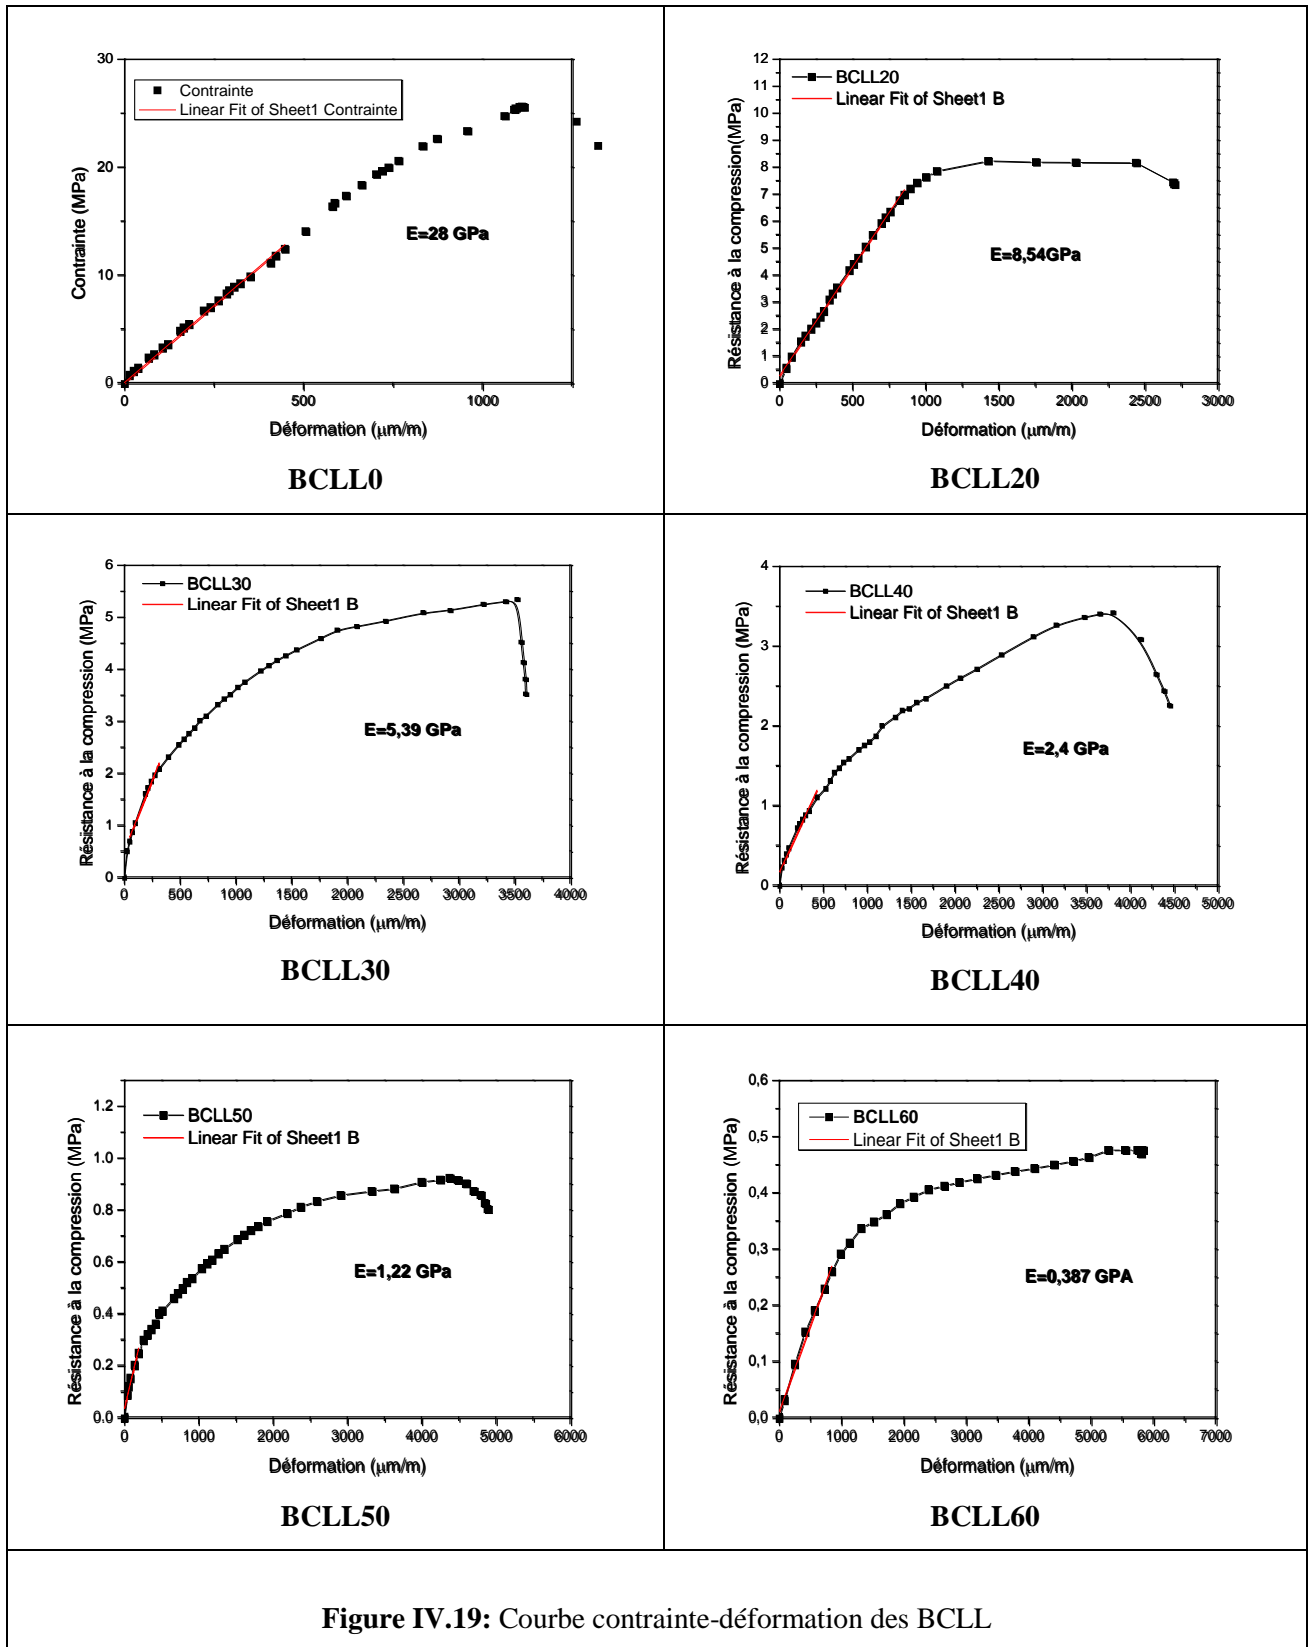 30
20
10
0
Contrainte (MPa)
Contrainte
Linear Fit of Sheet1 Contrainte
E=28 GPa
0 500 1000
Déformation (µm/m)
BCLL0
12
11
10
9
8
7
6
5
4
3
2
1
0
Résistance à la compression(MPa)
BCLL20
Linear Fit of Sheet1 B
E=8,54GPa
0 500 1000 1500 2000 2500 3000
Déformation (µm/m)
BCLL20
6
5
4
3
2
1
0
Résistance à la compression (MPa)
BCLL30
Linear Fit of Sheet1 B
E=5,39 GPa
0 500 1000 1500 2000 2500 3000 3500 4000
Déformation (µm/m)
BCLL30
4
3
2
1
0
Résistance à la compression (MPa)
BCLL40
Linear Fit of Sheet1 B
E=2,4 GPa
0 500 1000 1500 2000 2500 3000 3500 4000 4500 5000
Déformation (µm/m)
BCLL40
1.2
1.0
0.8
0.6
0.4
0.2
0.0
Résistance à la compression (MPa)
BCLL50
Linear Fit of Sheet1 B
E=1,22 GPa
0 1000 2000 3000 4000 5000 6000
Déformation (µm/m)
BCLL50
0,6
0,5
0,4
0,3
0,2
0,1
0,0
Résistance à la compression (MPa)
BCLL60
Linear Fit of Sheet1 B
E=0,387 GPA
0 1000 2000 3000 4000 5000 6000 7000
Déformation (µm/m)
BCLL60
Figure IV.19: Courbe contrainte-déformation des BCLL